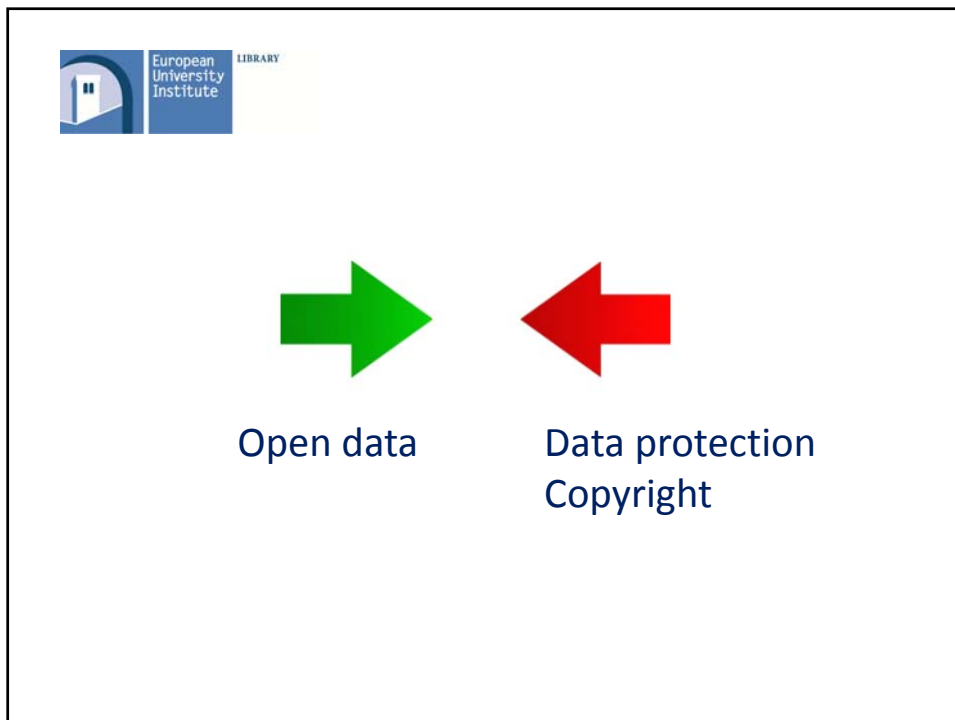 European
University
Institute
LIBRARY
Open data
Data protection
Copyright